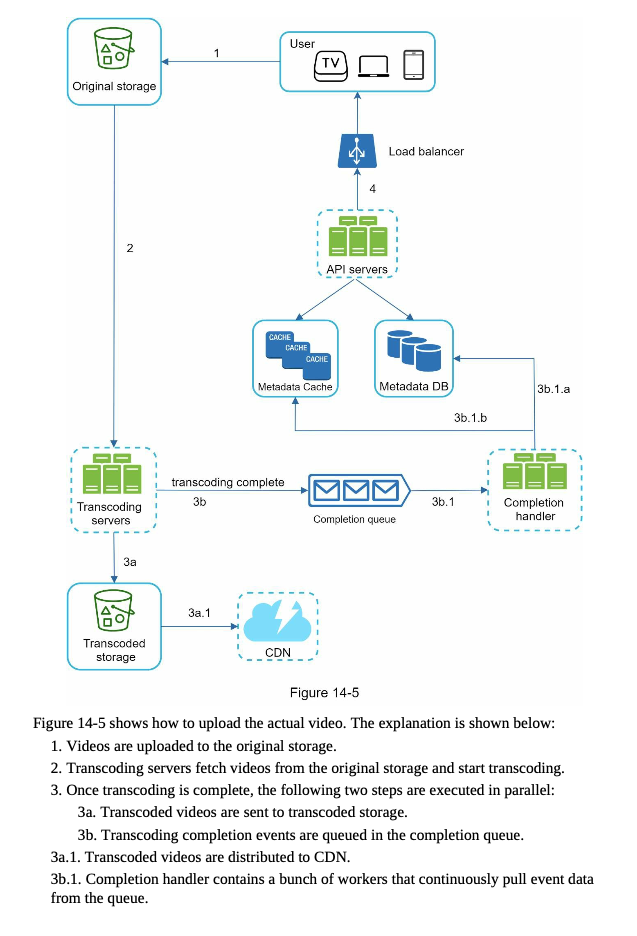 User
1
TV
Original storage
Load balancer
4
2
API servers
CACHE
CACHE
CACHE
Metadata Cache
Metadata DB
3b.1.a
3b.1.b
transcoding complete
3b
3b.1
Transcoding
servers
Completion queue
Completion
handler
3a
3a.1
Transcoded
storage
CDN
Figure 14-5
Figure 14-5 shows how to upload the actual video. The explanation is shown below:
1. Videos are uploaded to the original storage.
2. Transcoding servers fetch videos from the original storage and start transcoding.
3. Once transcoding is complete, the following two steps are executed in parallel:
3a. Transcoded videos are sent to transcoded storage.
3b. Transcoding completion events are queued in the completion queue.
3a.1. Transcoded videos are distributed to CDN.
3b.1. Completion handler contains a bunch of workers that continuously pull event data
from the queue.